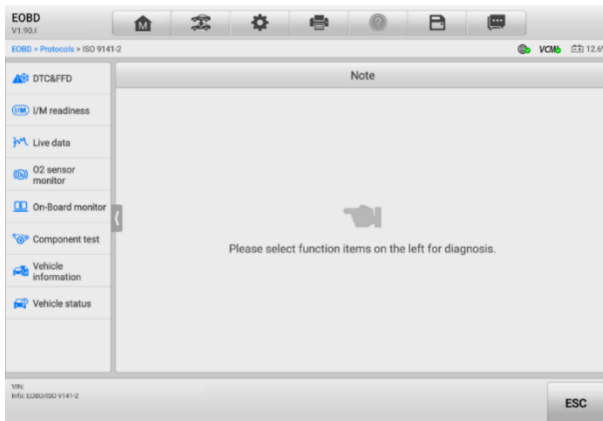 EOBD
V1.90.I
M
?
EOBD > Protocols > ISO 9141-2
VCMI
12.6V
DTC&FFD
Note
(I/M) I/M readiness
Live data
O2 sensor
monitor
On-Board monitor
Component test
Please select function items on the left for diagnosis.
Vehicle
information
Vehicle status
VIN:
Info: EOBD/ISO 9141-2
ESC